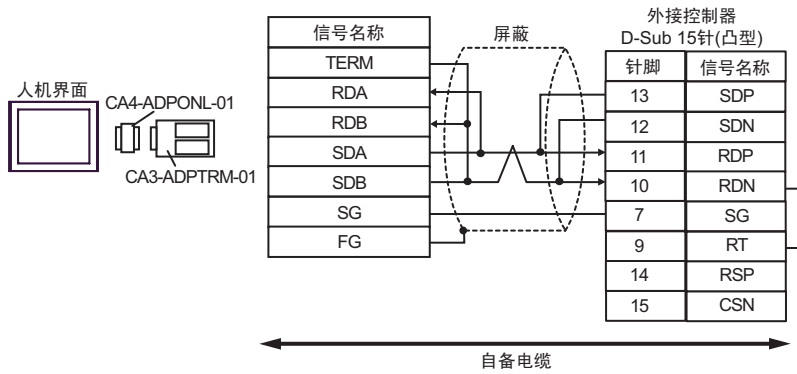 人机界面
CA4-ADPONL-01
CA3-ADPTRM-01
信号名称
TERM
RDA
RDB
SDA
SDB
SG
FG
屏蔽
外接控制器
D-Sub 15针(凸型)
针脚 信号名称
13 SDP
12 SDN
11 RDP
10 RDN
7 SG
9 RT
14 RSP
15 CSN
自备电缆